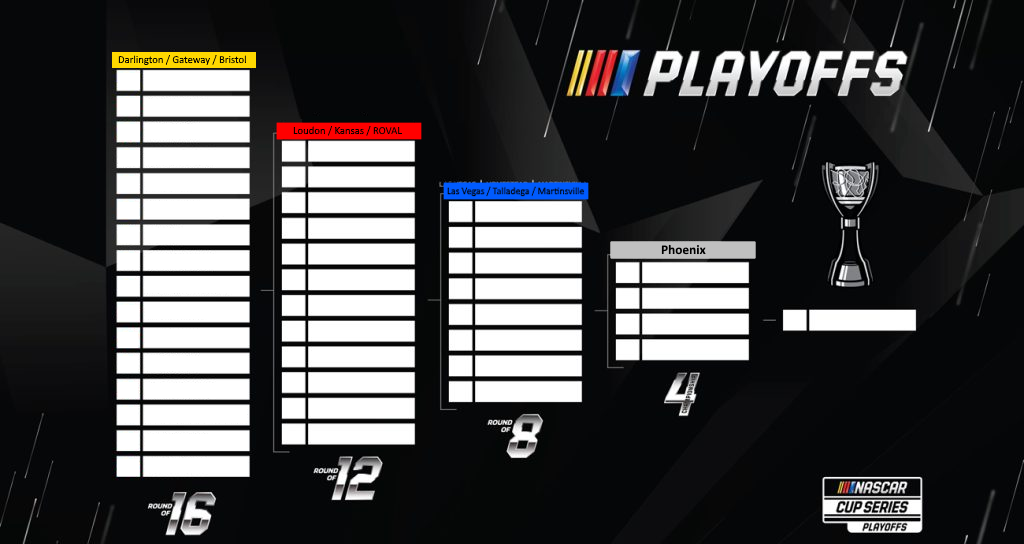 PLAYOFFS
Darlington / Gateway / Bristol
Loudon / Kansas / ROVAL
Las Vegas / Talladega / Martinsville
Phoenix
ROUND
OF
16
ROUND
OF
12
ROUND
OF
8
4
CHAMPIONSHIP
NASCAR
CUP SERIES
PLAYOFFS